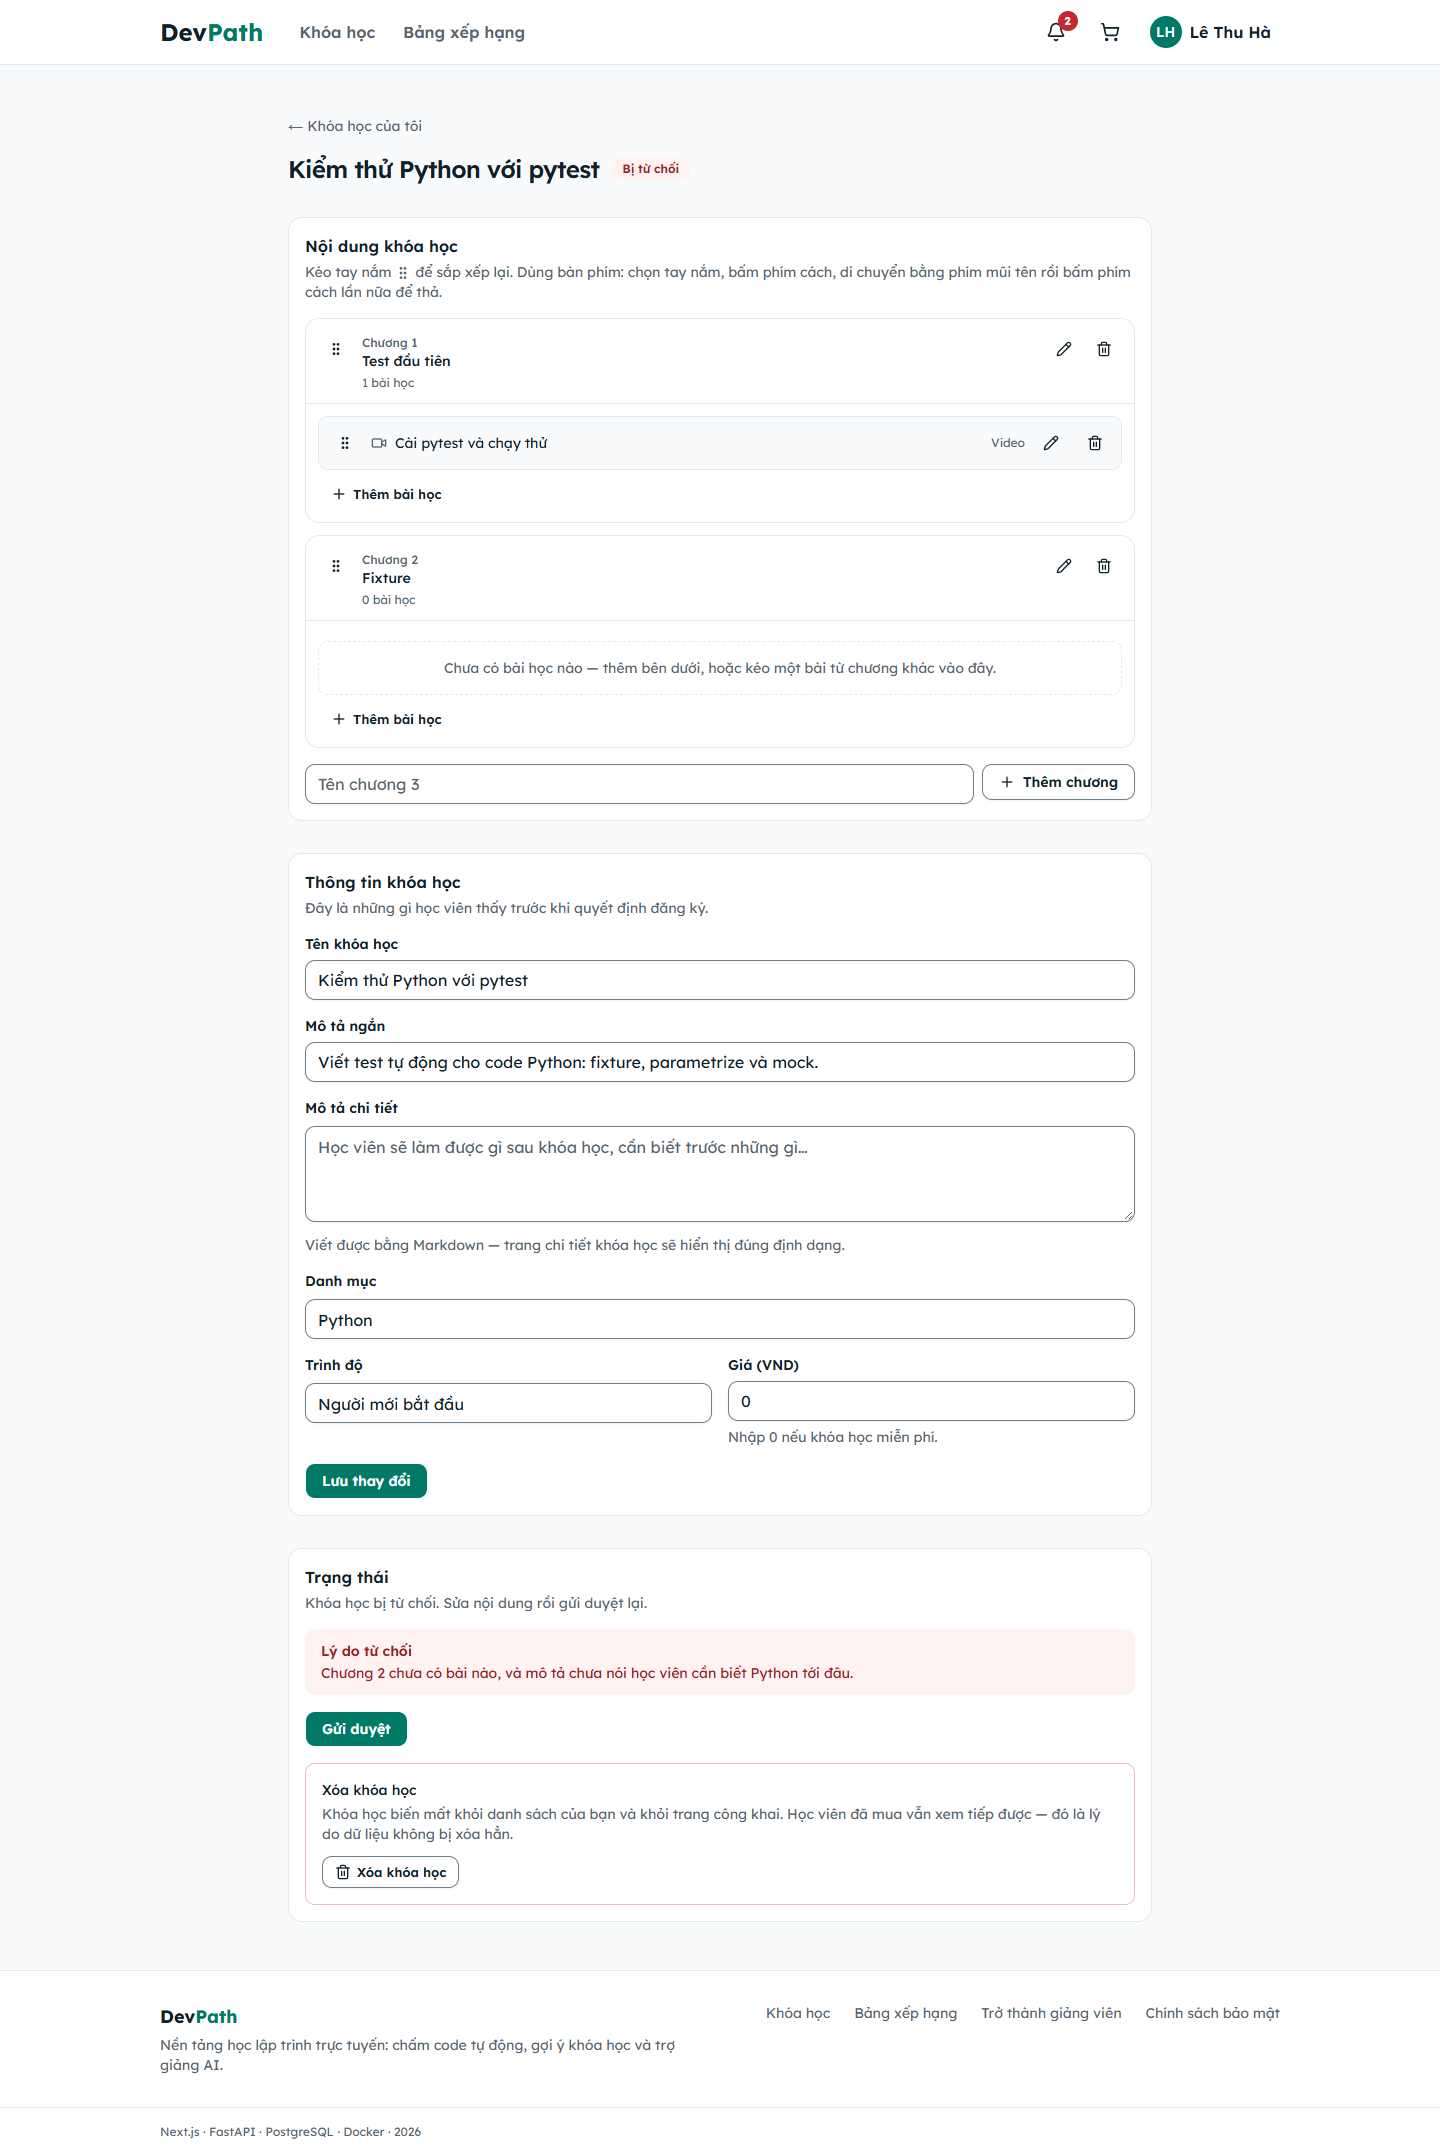 DevPath
Khóa học
Bảng xếp hạng
2
LH
Lê Thu Hà
← Khóa học của tôi
Kiểm thử Python với pytest
Bị từ chối
Nội dung khóa học
Kéo tay nắm ⠿ để sắp xếp lại. Dùng bàn phím: chọn tay nắm, bấm phím cách, di chuyển bằng phím mũi tên rồi bấm phím
cách lần nữa để thả.
Chương 1
Test đầu tiên
1 bài học
Cài pytest và chạy thử
Video
Thêm bài học
Chương 2
Fixture
0 bài học
Chưa có bài học nào — thêm bên dưới, hoặc kéo một bài từ chương khác vào đây.
Thêm bài học
Tên chương 3
Thêm chương
Thông tin khóa học
Đây là những gì học viên thấy trước khi quyết định đăng ký.
Tên khóa học
Kiểm thử Python với pytest
Mô tả ngắn
Viết test tự động cho code Python: fixture, parametrize và mock.
Mô tả chi tiết
Học viên sẽ làm được gì sau khóa học, cần biết trước những gì...
Viết được bằng Markdown — trang chi tiết khóa học sẽ hiển thị đúng định dạng.
Danh mục
Python
Trình độ
Giá (VND)
Người mới bắt đầu
0
Nhập 0 nếu khóa học miễn phí.
Lưu thay đổi
Trạng thái
Khóa học bị từ chối. Sửa nội dung rồi gửi duyệt lại.
Lý do từ chối
Chương 2 chưa có bài nào, và mô tả chưa nói học viên cần biết Python tới đâu.
Gửi duyệt
Xóa khóa học
Khóa học biến mất khỏi danh sách của bạn và khỏi trang công khai. Học viên đã mua vẫn xem tiếp được — đó là lý
do dữ liệu không bị xóa hẳn.
Xóa khóa học
DevPath
Nền tảng học lập trình trực tuyến: chấm code tự động, gợi ý khóa học và trợ
giảng AI.
Khóa học
Bảng xếp hạng
Trở thành giảng viên
Chính sách bảo mật
Next.js · FastAPI · PostgreSQL · Docker · 2026